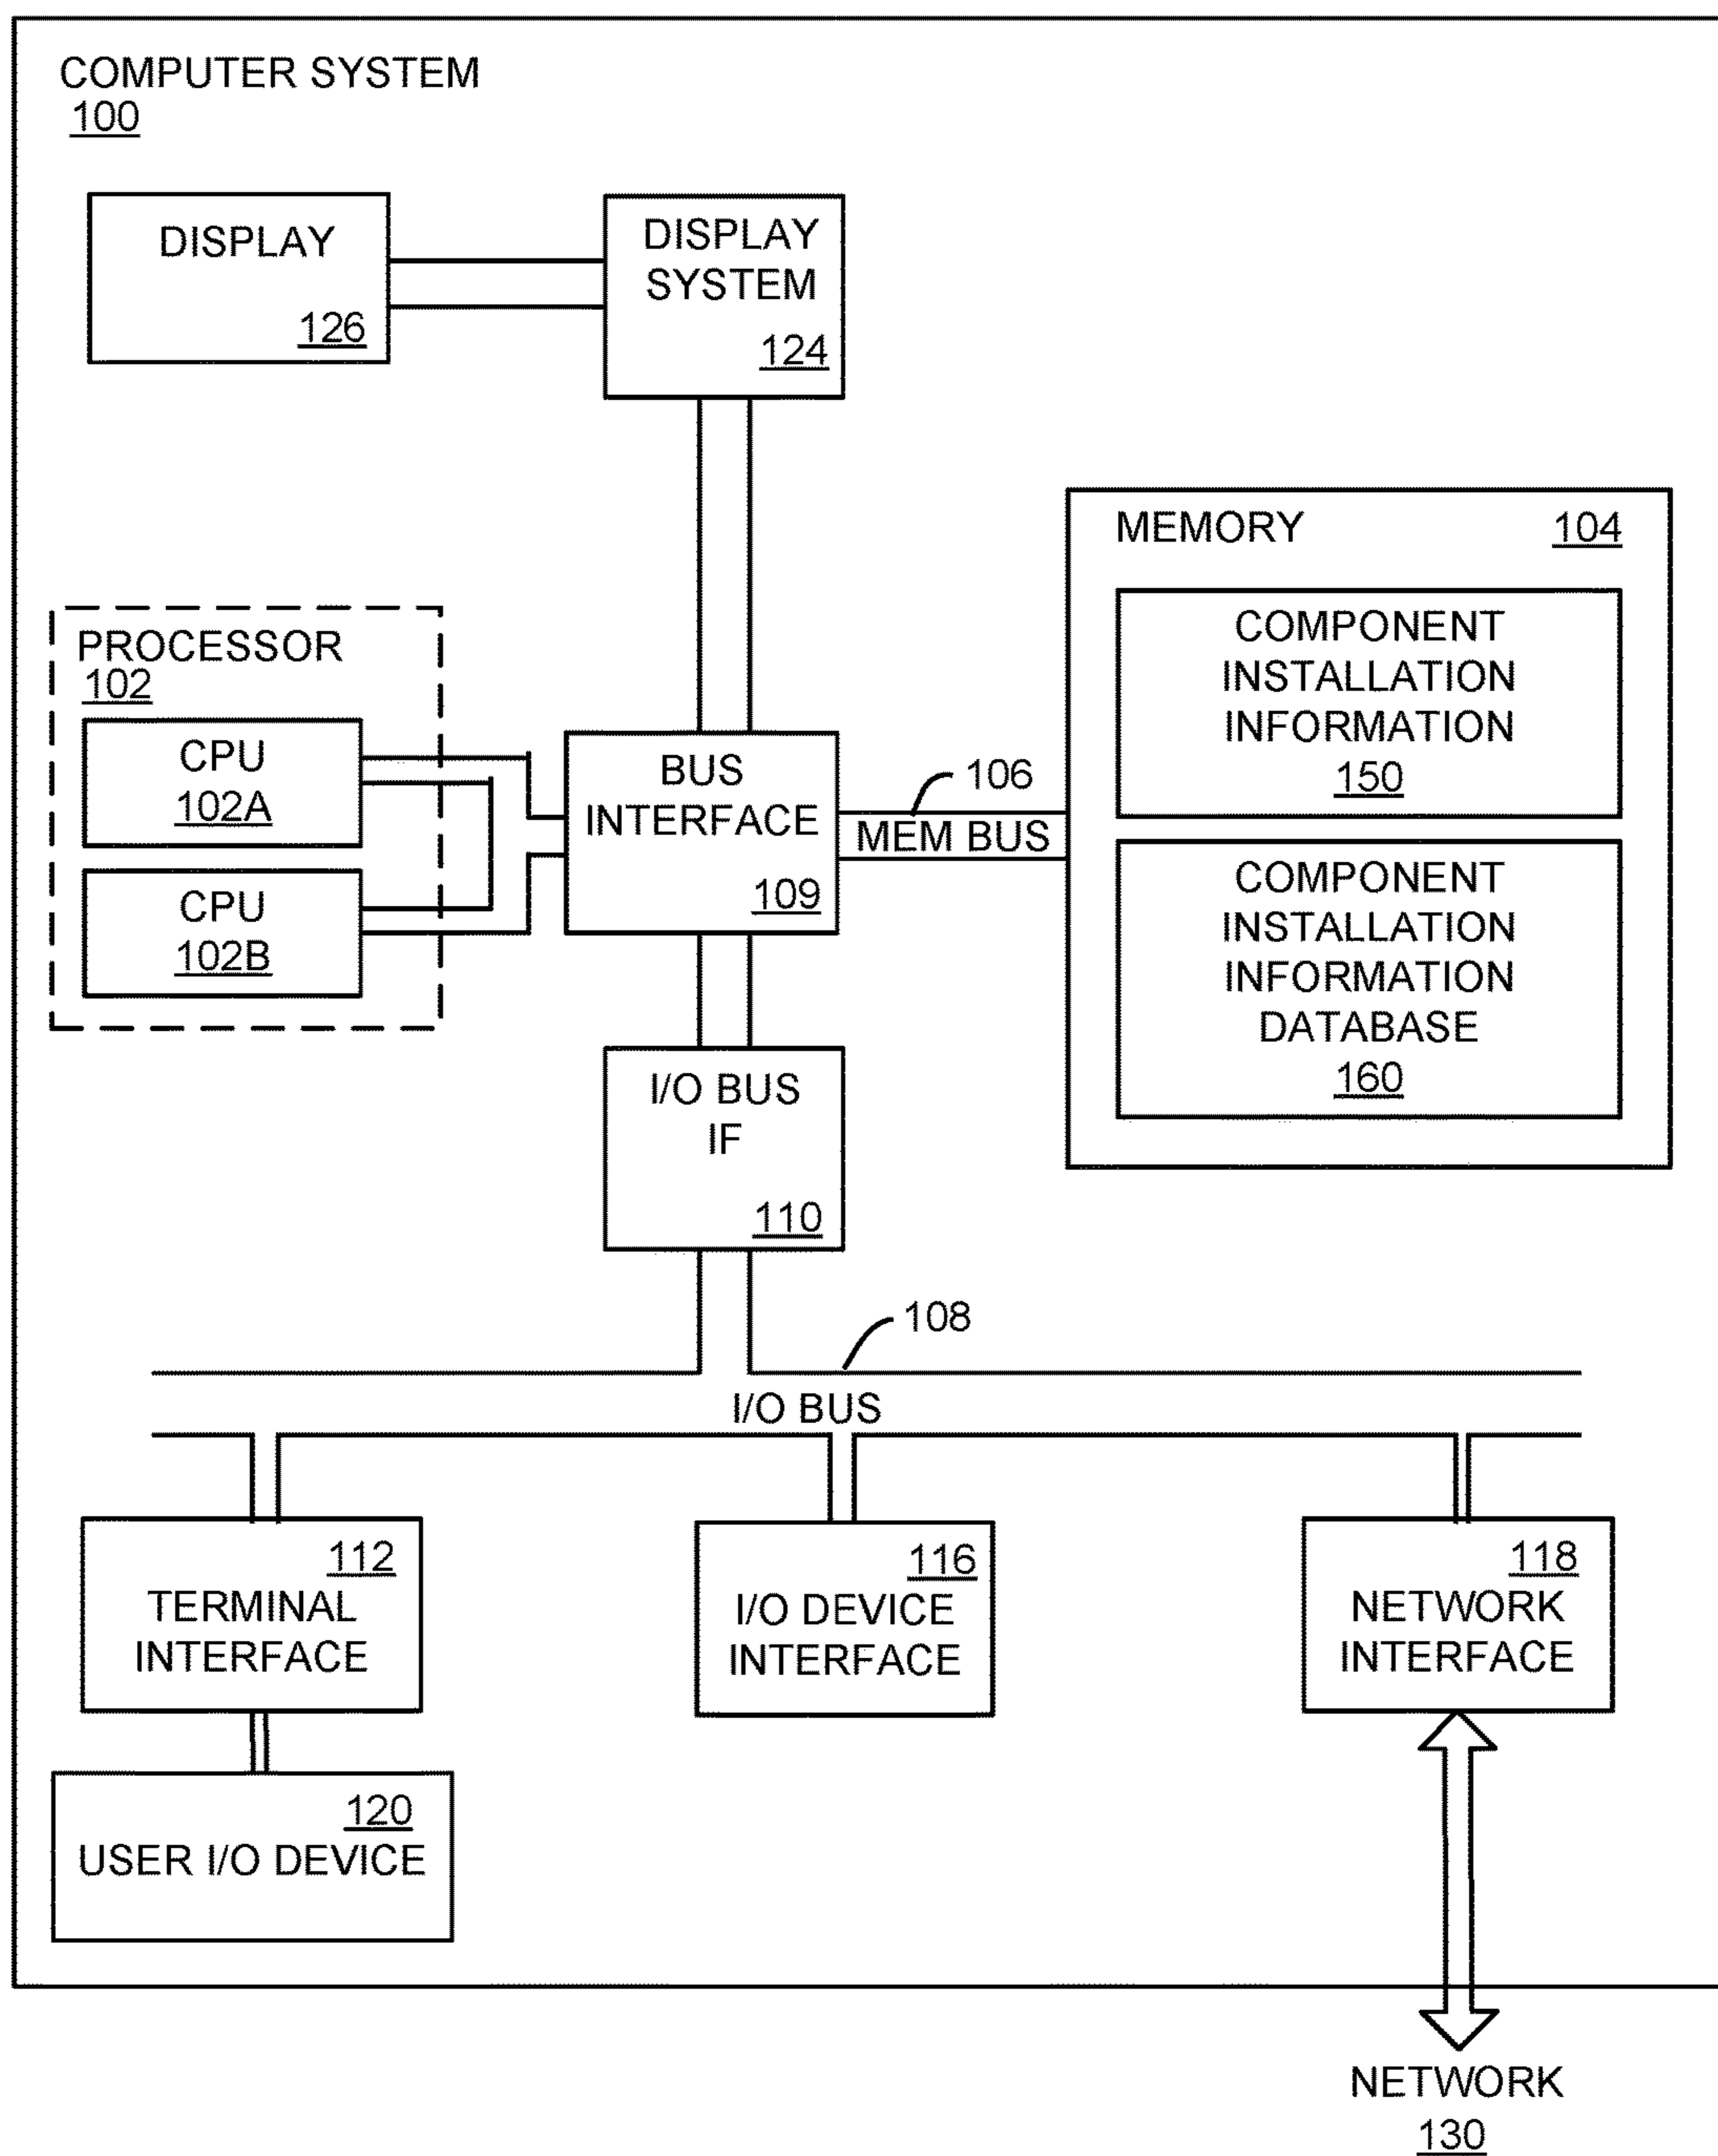 COMPUTER SYSTEM
100
DISPLAY
126
DISPLAY
SYSTEM
124
MEMORY 104
COMPONENT
INSTALLATION
INFORMATION
150
COMPONENT
INSTALLATION
INFORMATION
DATABASE
160
PROCESSOR
102
CPU
102A
CPU
102B
BUS
INTERFACE
109
106
MEM BUS
I/O BUS
IF
110
108
I/O BUS
112
TERMINAL
INTERFACE
116
I/O DEVICE
INTERFACE
118
NETWORK
INTERFACE
120
USER I/O DEVICE
NETWORK
130